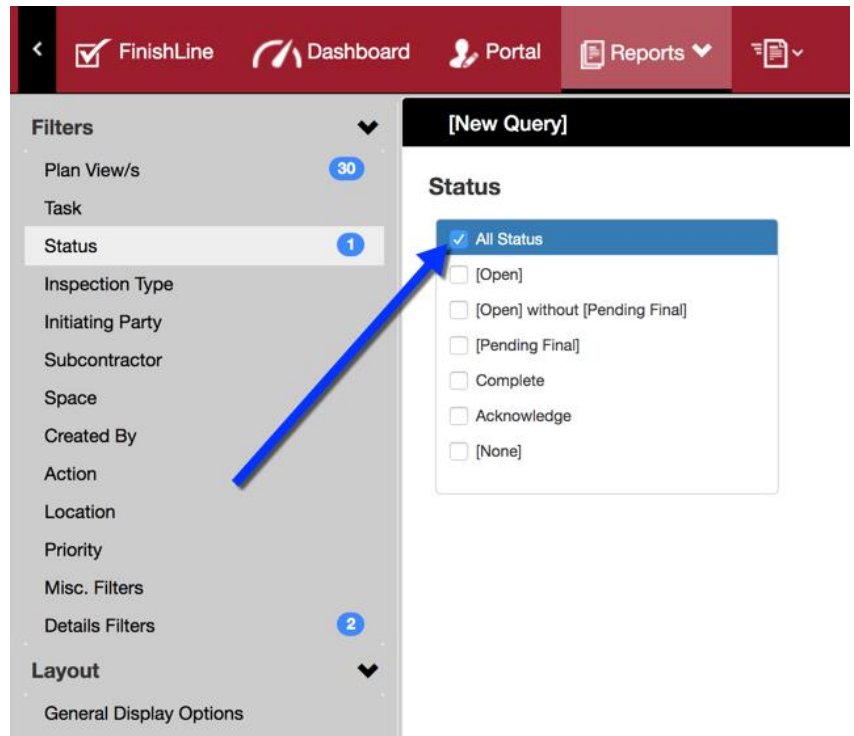 FinishLine
Dashboard
Portal
Reports
Filters
Plan View/s 30
Task
Status 1
Inspection Type
Initiating Party
Subcontractor
Space
Created By
Action
Location
Priority
Misc. Filters
Details Filters 2
Layout
General Display Options
[New Query]
Status
All Status
[Open]
[Open] without [Pending Final]
[Pending Final]
Complete
Acknowledge
[None]